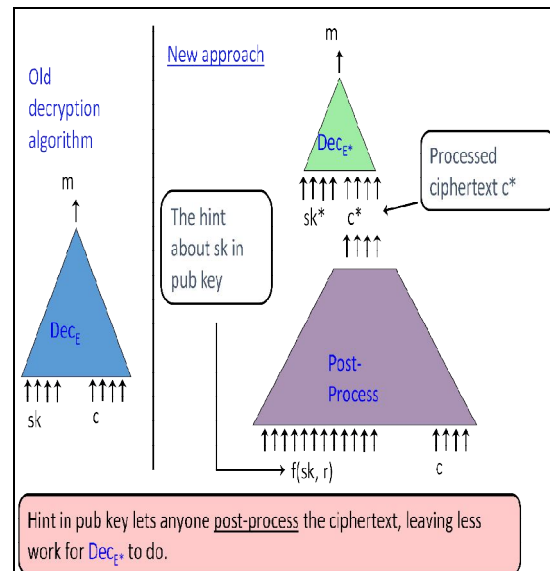 Old
decryption
algorithm
m
Dec_E
sk c
New approach
m
Dec_E*
sk* c*
Processed
ciphertext c*
The hint
about sk in
pub key
Post-
Process
f(sk, r) c
Hint in pub key lets anyone post-process the ciphertext, leaving less
work for Dec_E* to do.